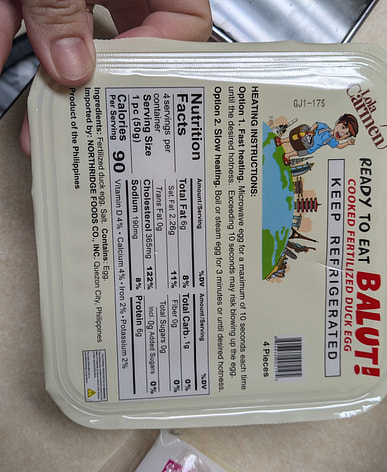 Lola
Carmen
GJ1-175
READY TO EAT
BALUT!
COOKED FERTILIZED DUCK EGG
KEEP REFRIGERATED
4 Pieces
HEATING INSTRUCTIONS:
Option 1. Fast heating. Microwave egg for a maximum of 10 seconds each time
until the desired hotness. Exceeding 10 seconds may risk blowing up the egg.
Option 2. Slow heating. Boil or steam egg for 3 minutes or until desired hotness.
Nutrition
Facts
4 servings per
container
Serving Size
1 pc (50g)
Calories
Per Serving 90
Amount/Serving %DV
Total Fat 6g 8%
Sat Fat 2.26g 11%
Trans Fat 0g
Cholesterol 365mg 122%
Sodium 190mg 8%
Amount/Serving %DV
Total Carb. 1g 0%
Fiber 0g 0%
Total Sugars 0g
Incl. 0g Added Sugars 0%
Protein 0g
Vitamin D 4% • Calcium 4% • Iron 2% • Potassium 2%
Ingredients: Fertilized duck egg, Salt. Contains: Egg
Imported by: NORTHRIDGE FOODS CO., INC. Quezon City, Philippines
Product of the Philippines